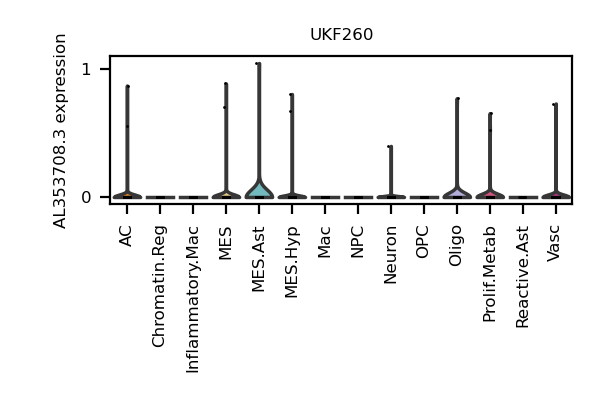 UKF260
AL353708.3 expression
1
0
AC
Chromatin.Reg
Inflammatory.Mac
MES
MES.Ast
MES.Hyp
Mac
NPC
Neuron
OPC
Oligo
Prolif.Metab
Reactive.Ast
Vasc